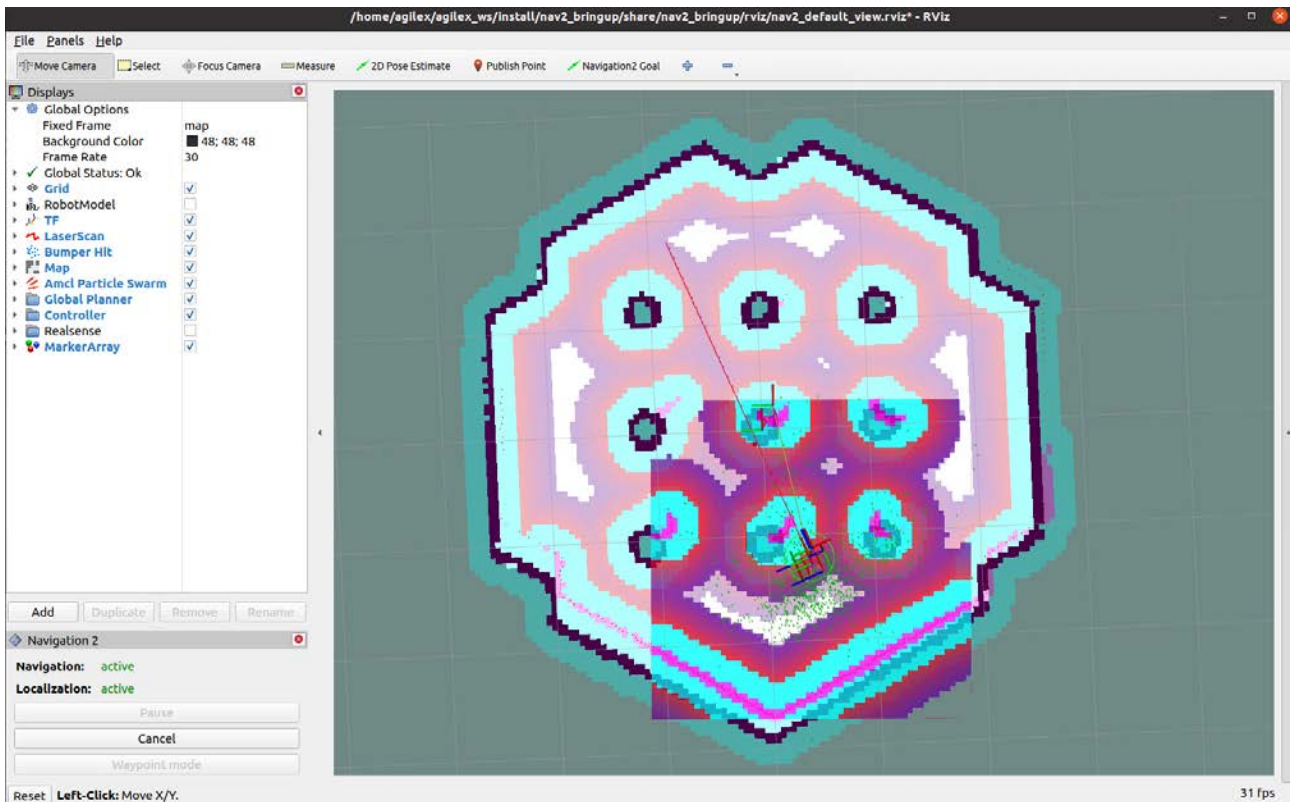 /home/agilex/agilex_ws/install/nav2_bringup/share/nav2_bringup/rviz/nav2_default_view.rviz* - RViz
File Panels Help
Move Camera Select Focus Camera Measure 2D Pose Estimate Publish Point Navigation2 Goal
Displays
Global Options
Fixed Frame map
Background Color 48; 48; 48
Frame Rate 30
Global Status: Ok
Grid
RobotModel
TF
LaserScan
Bumper Hit
Map
Amcl Particle Swarm
Global Planner
Controller
Realsense
MarkerArray
Add Duplicate Remove Rename
Navigation 2
Navigation: active
Localization: active
Pause
Cancel
Waypoint mode
Reset Left-Click: Move X/Y. 31 fps